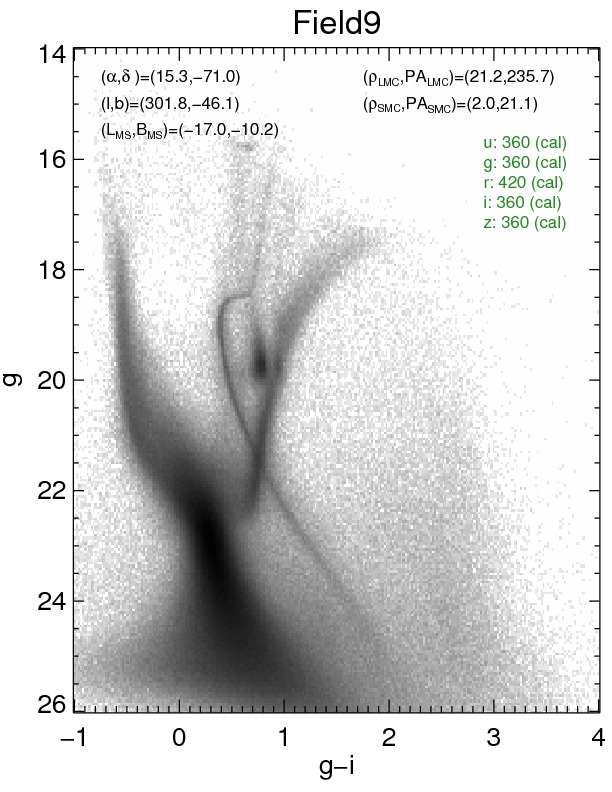 Field9
(α,δ)=(15.3,−71.0)
(ρLMC,PALMC)=(21.2,235.7)
(l,b)=(301.8,−46.1)
(ρSMC,PASMC)=(2.0,21.1)
(LMS,BMS)=(−17.0,−10.2)
u: 360 (cal)
g: 360 (cal)
r: 420 (cal)
i: 360 (cal)
z: 360 (cal)
14
16
18
20
22
24
26
g
−1 0 1 2 3 4
g−i